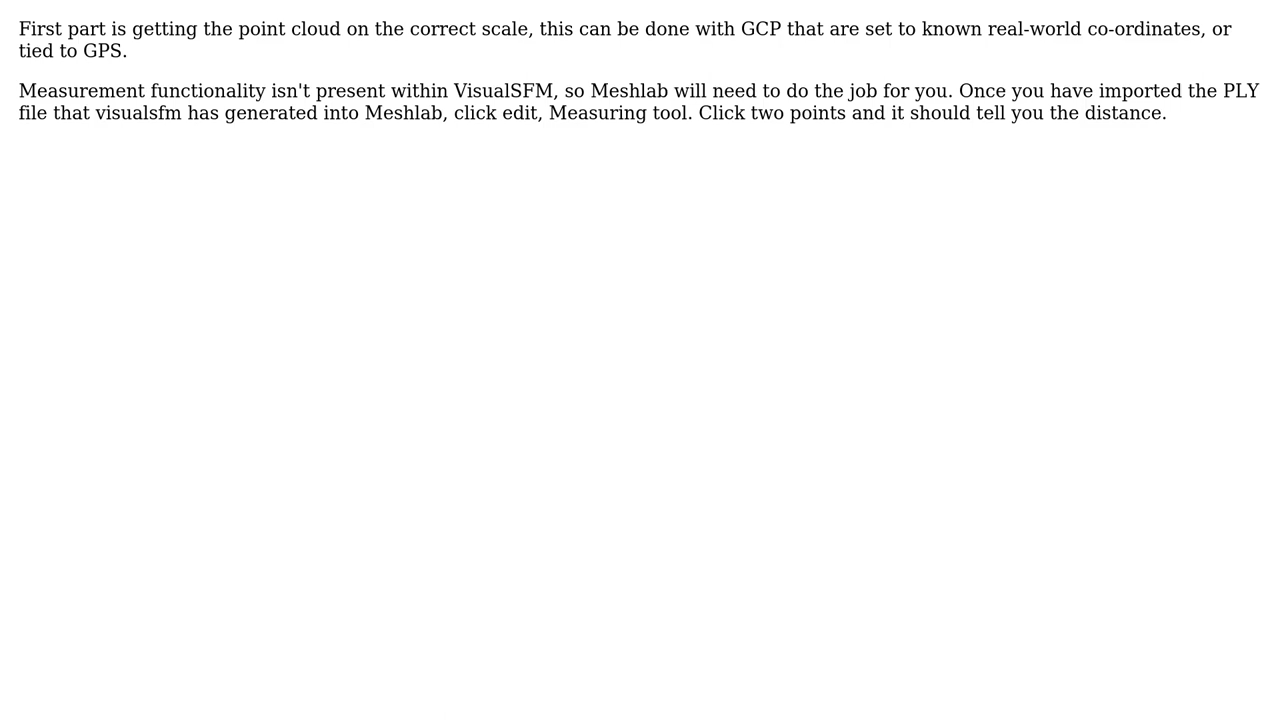 First part is getting the point cloud on the correct scale, this can be done with GCP that are set to known real-world co-ordinates, or
tied to GPS.
Measurement functionality isn't present within VisualSFM, so Meshlab will need to do the job for you. Once you have imported the PLY
file that visualsfm has generated into Meshlab, click edit, Measuring tool. Click two points and it should tell you the distance.